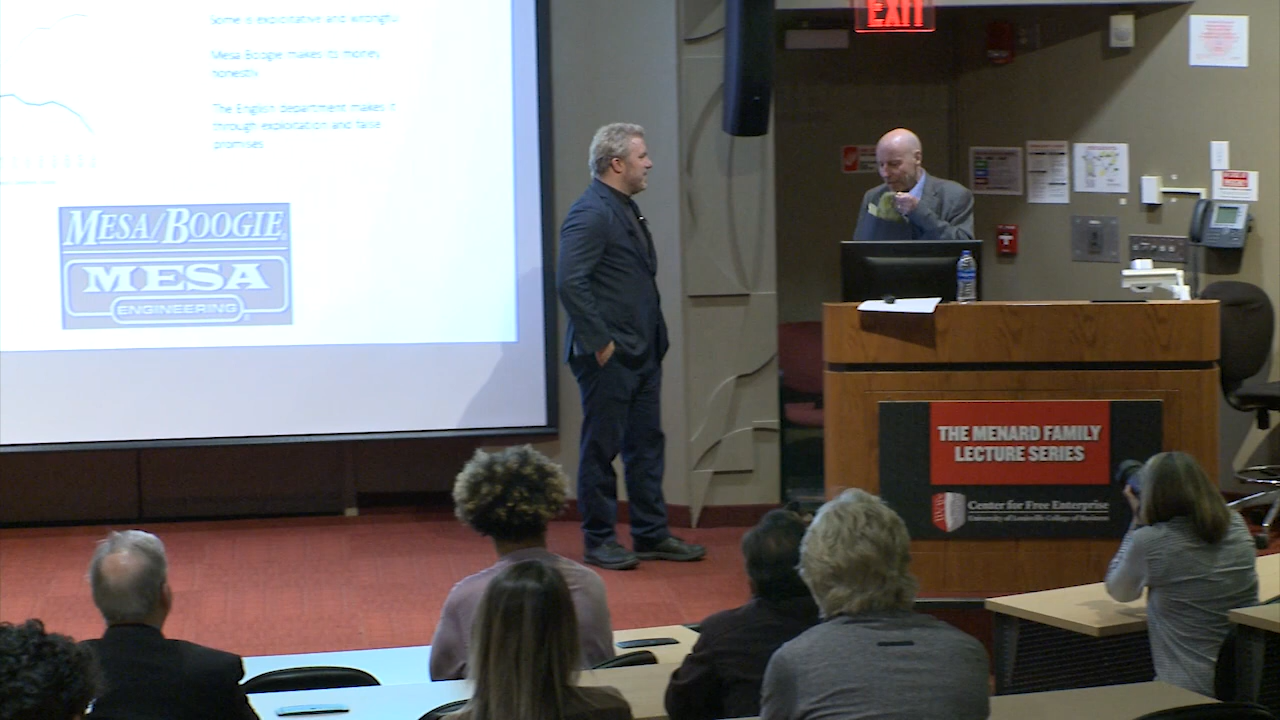 Some is exploitative and wrongful
Mesa Boogie makes to money
honestly
The English department makes it
through exploitation and false
promises
MESA/BOOGIE
MESA
ENGINEERING
EXIT
THE MENARD FAMILY
LECTURE SERIES
Center for Free Enterprise
University of Louisville College of Business